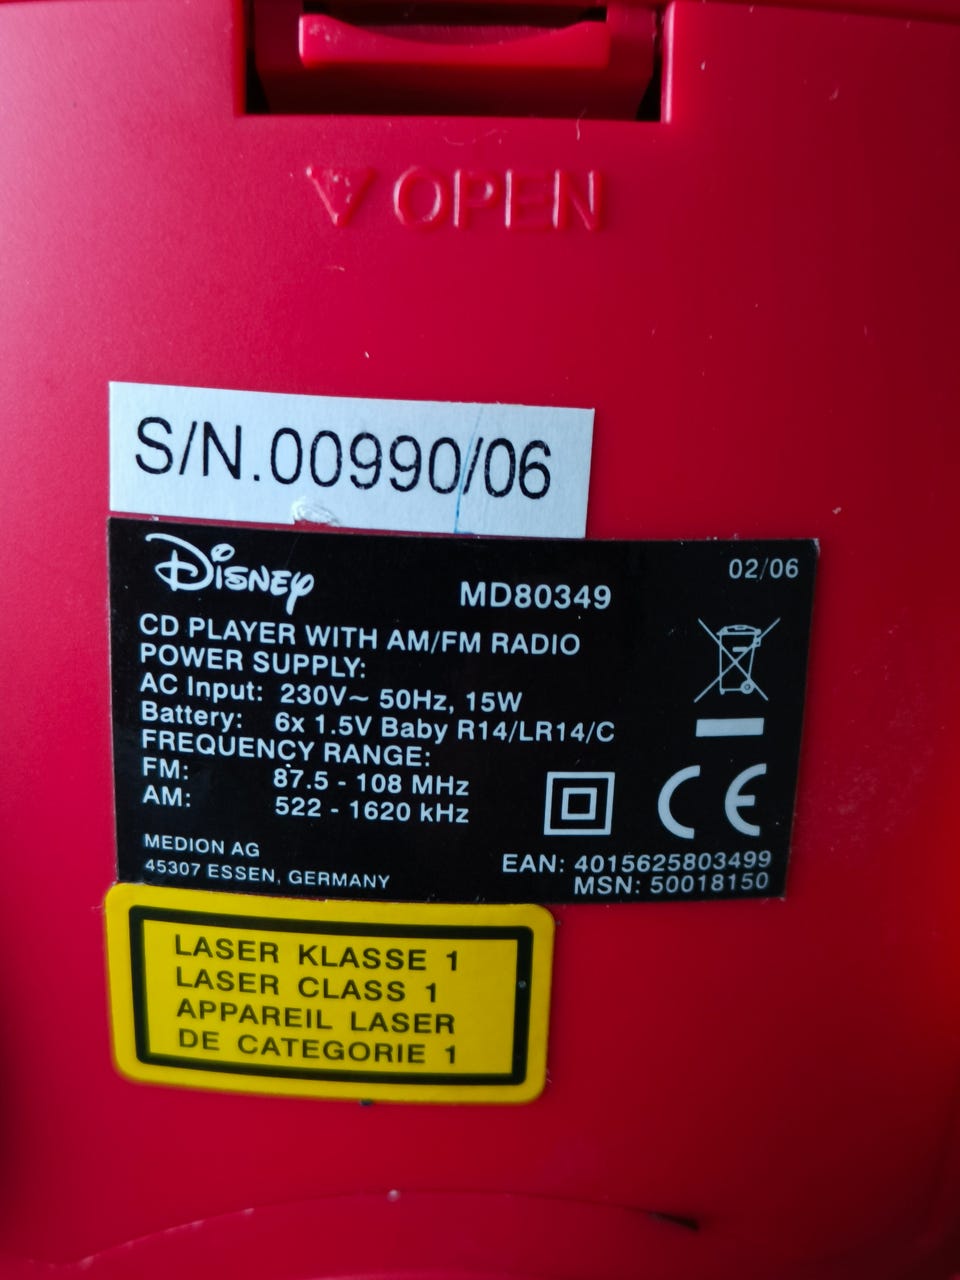 OPEN
S/N.00990/06
Disney
MD80349
02/06
CD PLAYER WITH AM/FM RADIO
POWER SUPPLY:
AC Input: 230V~ 50Hz, 15W
Battery: 6x 1.5V Baby R14/LR14/C
FREQUENCY RANGE:
FM: 87.5 - 108 MHz
AM: 522 - 1620 kHz
CE
MEDION AG
45307 ESSEN, GERMANY
EAN: 4015625803499
MSN: 50018150
LASER KLASSE 1
LASER CLASS 1
APPAREIL LASER
DE CATEGORIE 1